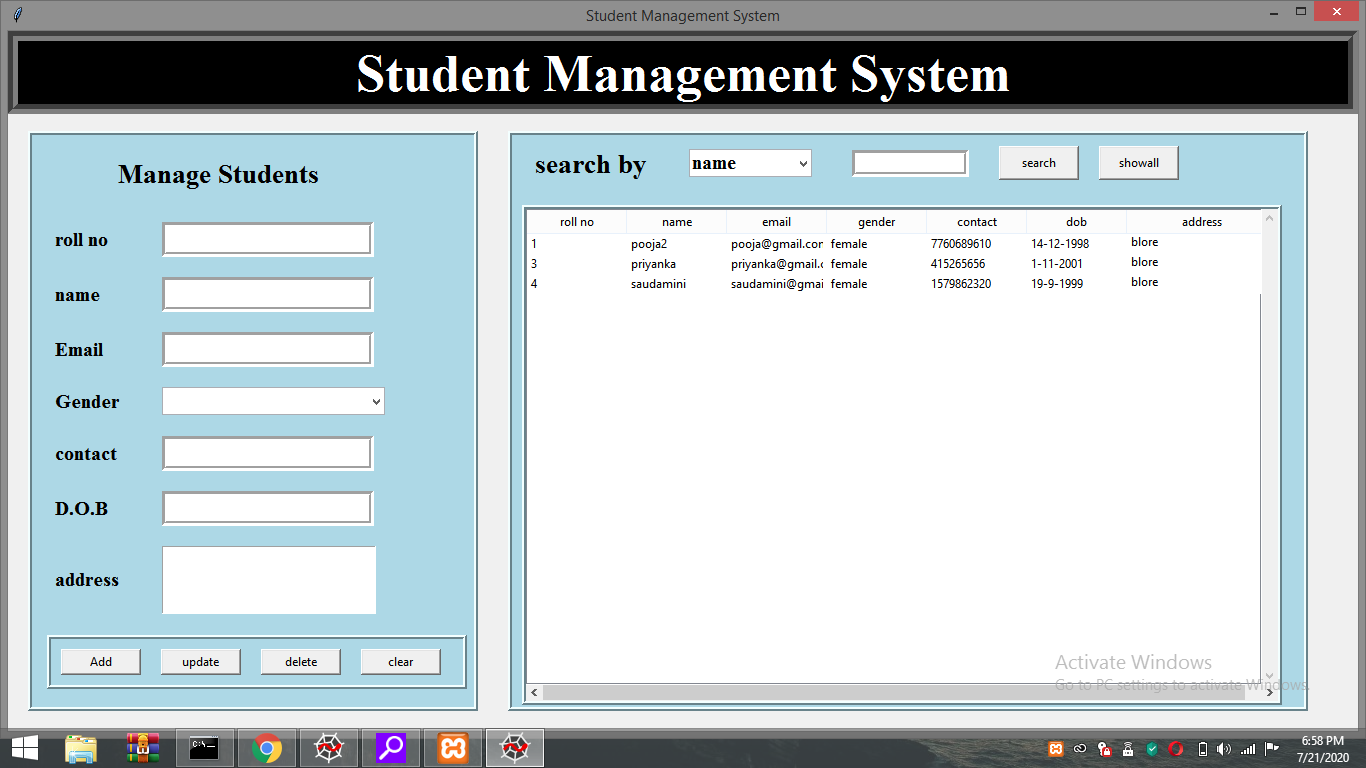 Student Management System
Student Management System
Manage Students
roll no
name
Email
Gender
contact
D.O.B
address
Add update delete clear
search by name search showall
roll no name email gender contact dob address
1 pooja2 pooja@gmail.con female 7760689610 14-12-1998 blore
3 priyanka priyanka@gmail.c female 415265656 1-11-2001 blore
4 saudamini saudamini@gmai female 1579862320 19-9-1999 blore
Activate Windows
Go to PC settings to activate Windows.
C:\_
6:58 PM
7/21/2020